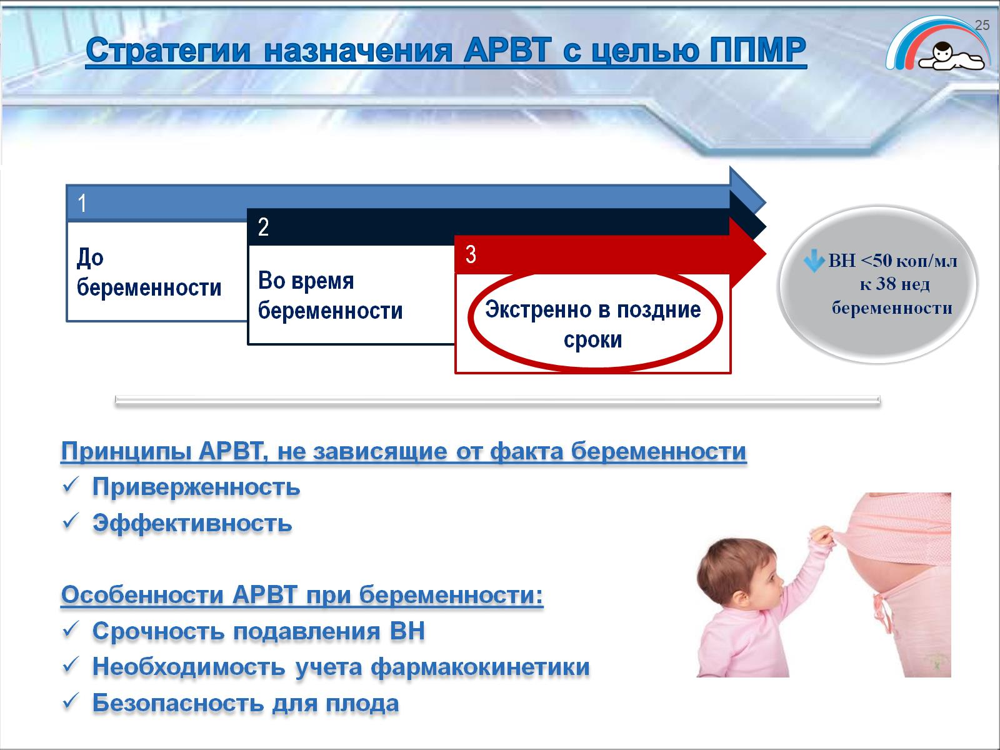 25
Стратегии назначения АРВТ с целью ППМР
1
До
беременности
2
Во время
беременности
3
Экстренно в поздние
сроки
ВН <50 коп/мл
к 38 нед
беременности
Принципы АРВТ, не зависящие от факта беременности
✓ Приверженность
✓ Эффективность
Особенности АРВТ при беременности:
✓ Срочность подавления ВН
✓ Необходимость учета фармакокинетики
✓ Безопасность для плода